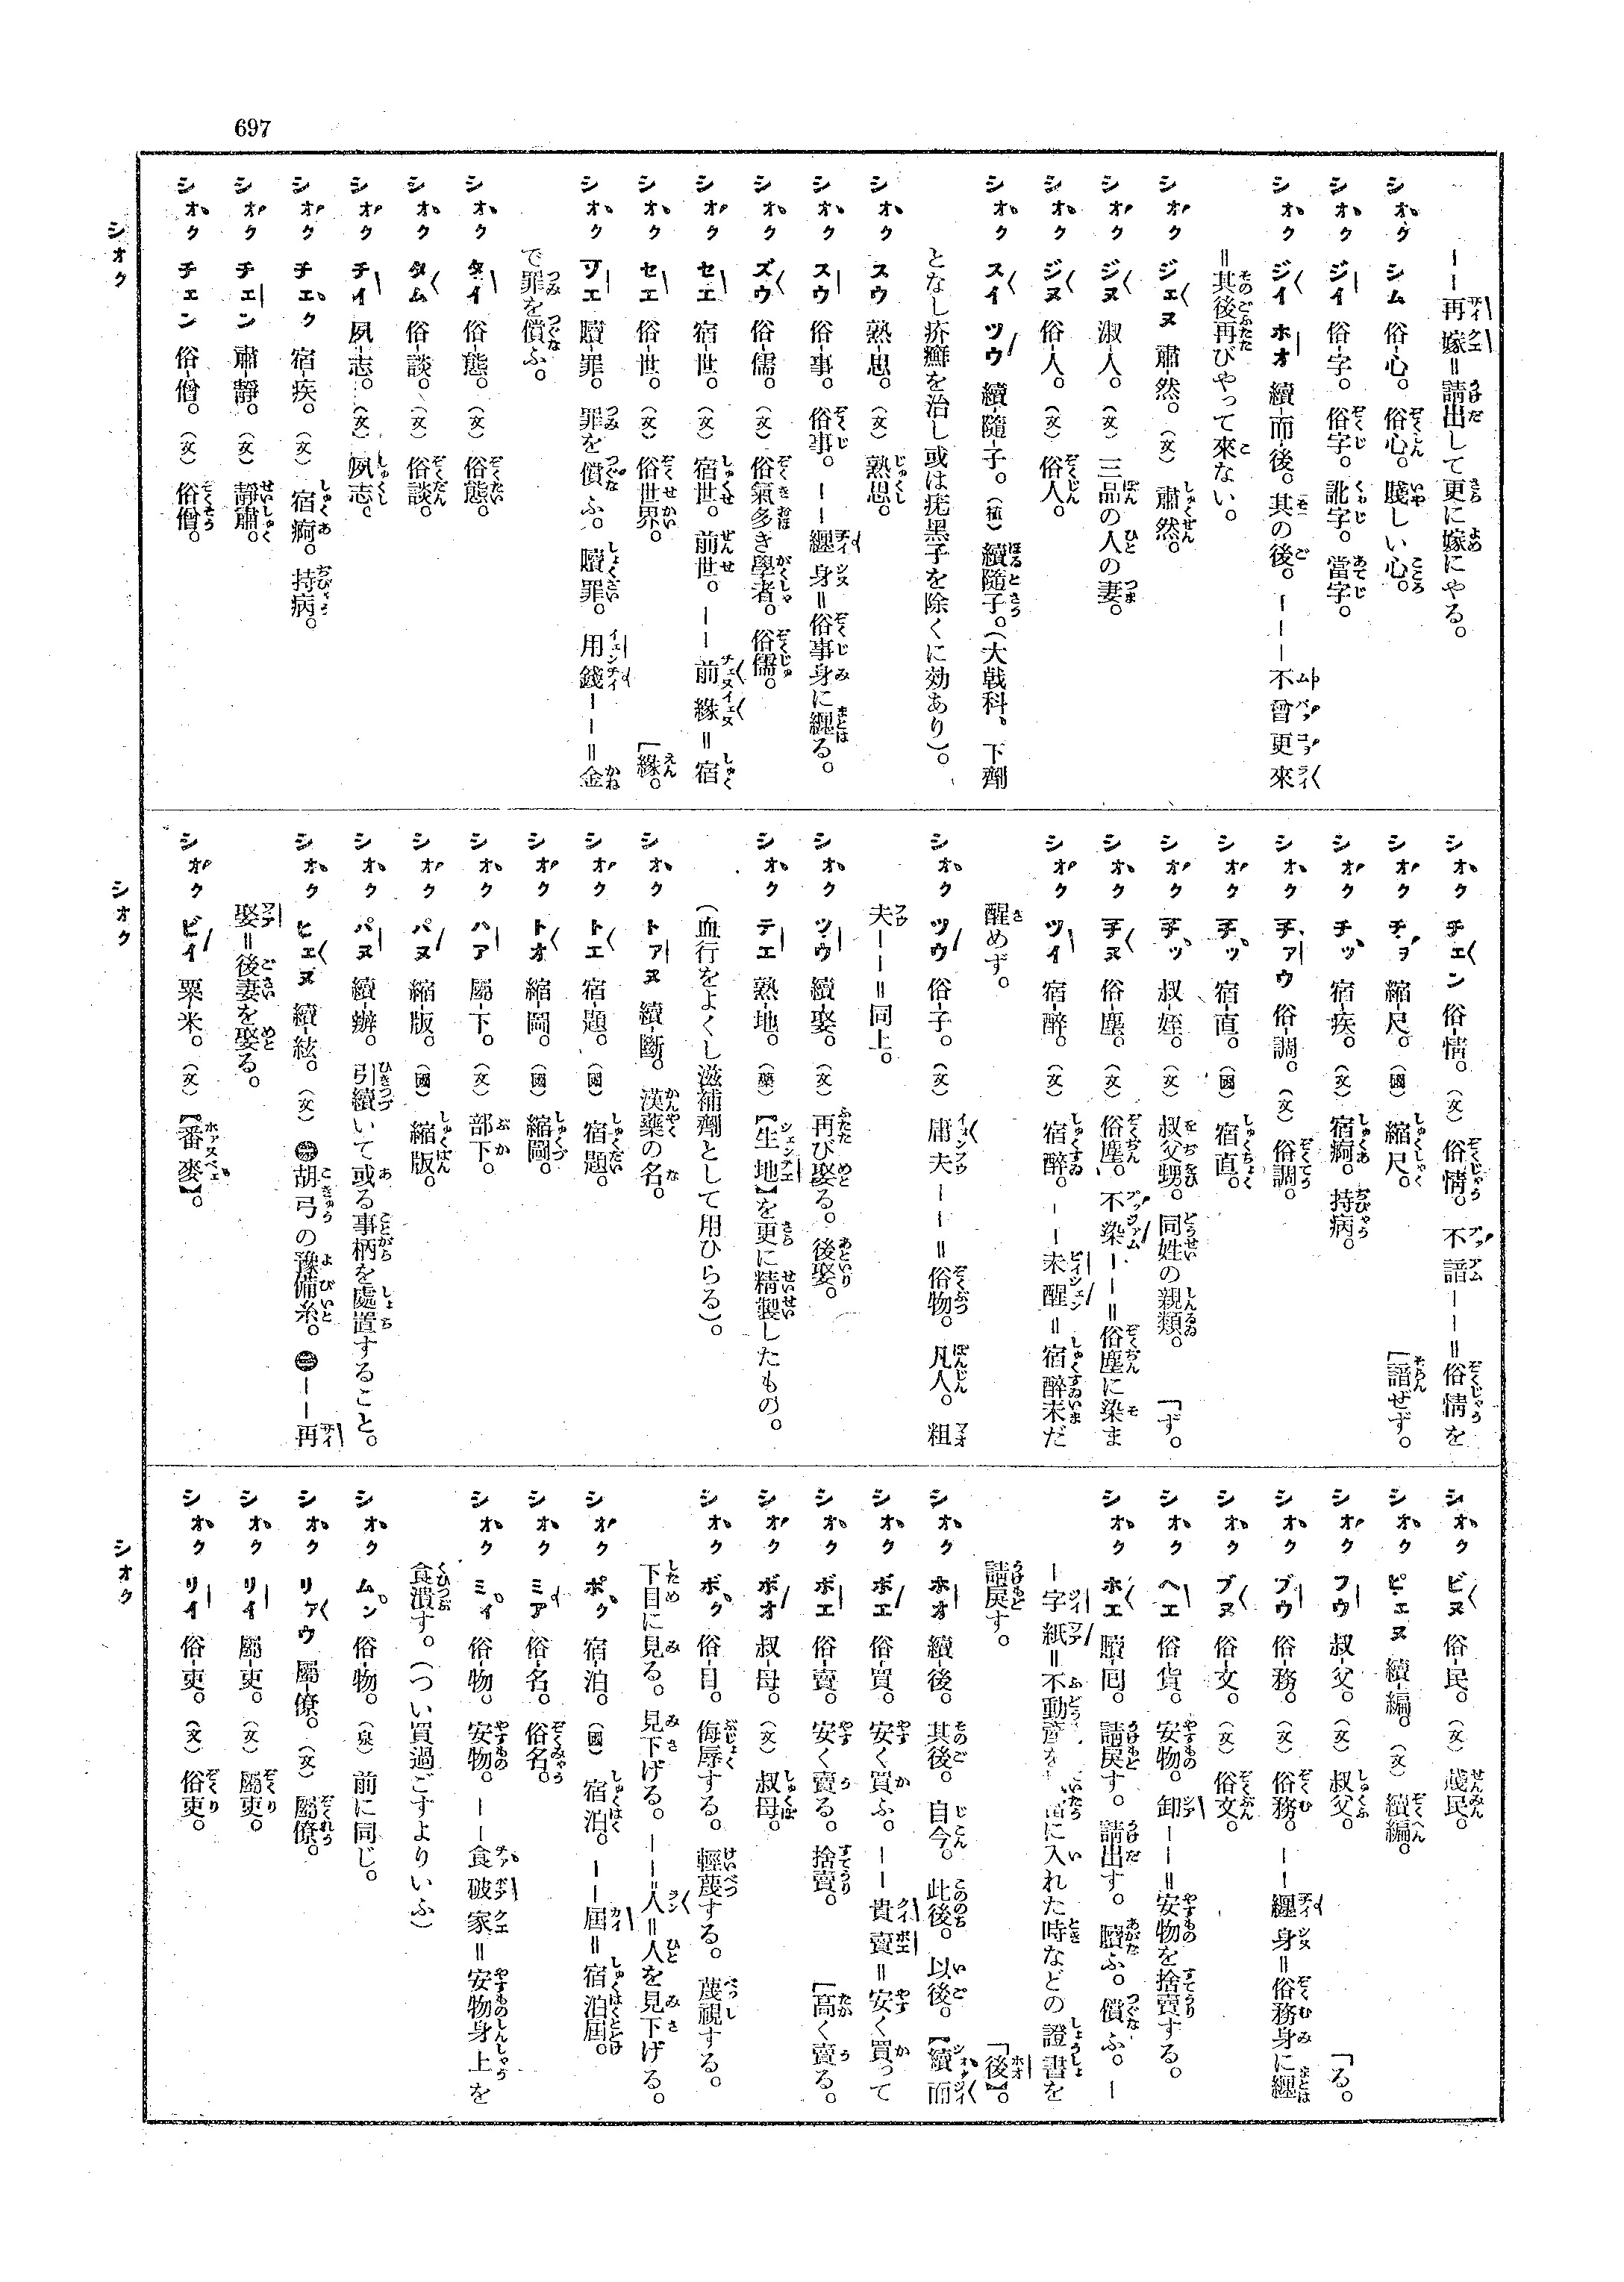 697
――再嫁=請出して更に嫁にやる。
シオク シム 俗-心。俗心。賤しい心。
シオク ジイ 俗-字。俗字。訛字。當字。
シオク ジイ ホオ 續-而-後。其の後。―――不曾更來
=其後再びやって來ない。
シオク ジェヌ 肅-然。(文) 肅然。
シオク ジヌ 淑-人。(文) 三品の人の妻。
シオク ジヌ 俗-人。(文) 俗人。
シオク スイ ツウ 續-隨-子。(植) 續隨子。(大戟科、下劑
となし疥癬を治し或は疣黑子を除くに効あり)。
シオク スウ 熟-思。(文) 熟思。
シオク スウ 俗-事。俗事。――纏身=俗事身に纏る。
シオク ズウ 俗-儒。(文) 俗氣多き學者。俗儒。
シオク セエ 宿-世。(文) 宿世。前世。――前緣=宿
シオク セエ 俗-世。(文) 俗世界。 「緣。
シオク ソエ 贖-罪。罪を償ふ。贖罪。用錢――=金
で罪を償ふ。
シオク タイ 俗-態。(文) 俗態。
シオク タム 俗-談。(文) 俗談。
シオク チイ 夙-志。(文) 夙志。
シオク チェク 宿-疾。(文) 宿痾。持病。
シオク チェン 肅-靜。(文) 靜肅。
シオク チェン 俗-僧。(文) 俗僧。
シオク
シオク チェン 俗-情。(文) 俗情。不諳――=俗情を
シオク チョ 縮-尺。(國) 縮尺。 「諳ぜず。
シオク チッ 宿-疾。(文) 宿痾。持病。
シオク チァウ 俗-調。(文) 俗調。
シオク チッ 宿-直。(國) 宿直。
シオク チッ 叔-姪。(文) 叔父甥。同姓の親類。 「ず。
シオク チヌ 俗-塵。(文) 俗塵。不染――=俗塵に染ま
シオク ツイ 宿-醉。(文) 宿醉。――未醒=宿醉未だ
醒めず。
シオク ツウ 俗-子。(文) 庸夫――=俗物。凡人。粗
夫――=同上。
シオク ツウ 續-娶。(文) 再び娶る。後娶。
シオク テエ 熟-地。(藥) 【生地】を更に精製したもの。
(血行をよくし滋補劑として用ひらる)。
シオク トアヌ 續-斷。漢藥の名。
シオク トエ 宿-題。(國) 宿題。
シオク トオ 縮-圖。(國) 縮圖。
シオク ハア 屬-下。(文) 部下。
シオク パヌ 縮-版。(國) 縮版。
シオク パヌ 續-辦。引續いて或る事柄を處置すること。
シオク ヒェヌ 續-絃。(文) ㊀胡弓の豫備糸。㊁――再
娶=後妻を娶る。
シオク ビイ 粟-米。(文) 【番麥】。
シオク
シオク ビヌ 俗-民。(文) 賤民。
シオク ピェヌ 續-編。(文) 續編。
シオク フウ 叔-父。(文) 叔父。 「る。
シオク ブウ 俗-務。(文) 俗務。――纏身=俗務身に纏
シオク ブヌ 俗-文。(文) 俗文。
シオク ヘエ 俗-貨。安物。卸――=安物を捨賣する。
シオク ホエ 贖-囘。請戻す。請出す。贖ふ。償ふ。―
―字紙=不動產を に入れた時などの證書を
請戻す。 「後】。
シオク ホオ 續-後。其後。自今。此後。以後。【續而
シオク ボエ 俗-買。安く買ふ。――貴賣=安く買って
シオク ボエ 俗-賣。安く賣る。捨賣。 「高く賣る。
シオク ボオ 叔-母。(文) 叔母。
シオク ボク 俗-目。侮辱する。輕蔑する。蔑視する。
下目に見る。見下げる。――人=人を見下げる。
シオク ポク 宿-泊。(國) 宿泊。――屆=宿泊屆。
シオク ミア 俗-名。俗名。
シオク ミィ 俗-物。安物。――食破家=安物身上を
食潰す。(つい買過ごすよりいふ)
シオク ムン 俗-物。(泉) 前に同じ。
シオク リアウ 屬-僚。(文) 屬僚。
シオク リイ 屬-吏。(文) 屬吏。
シオク リイ 俗-吏。(文) 俗吏。
シオク